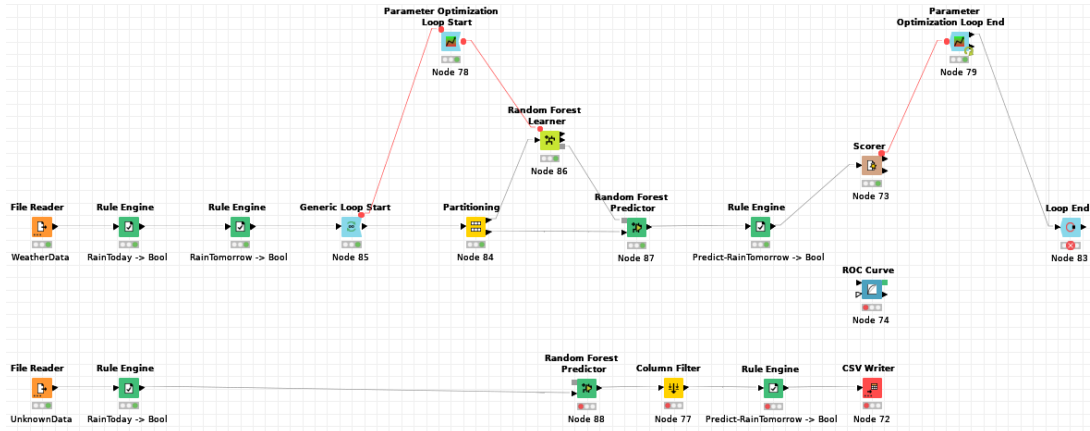 Parameter Optimization
Loop Start
Node 78
Parameter
Optimization Loop End
Node 79
Random Forest
Learner
Node 86
Scorer
Node 73
File Reader
WeatherData
Rule Engine
RainToday -> Bool
Rule Engine
RainTomorrow -> Bool
Generic Loop Start
Node 85
Partitioning
Node 84
Random Forest
Predictor
Node 87
Rule Engine
Predict-RainTomorrow -> Bool
Loop End
Node 83
ROC Curve
Node 74
File Reader
UnknownData
Rule Engine
RainToday -> Bool
Random Forest
Predictor
Node 88
Column Filter
Node 77
Rule Engine
Predict-RainTomorrow -> Bool
CSV Writer
Node 72